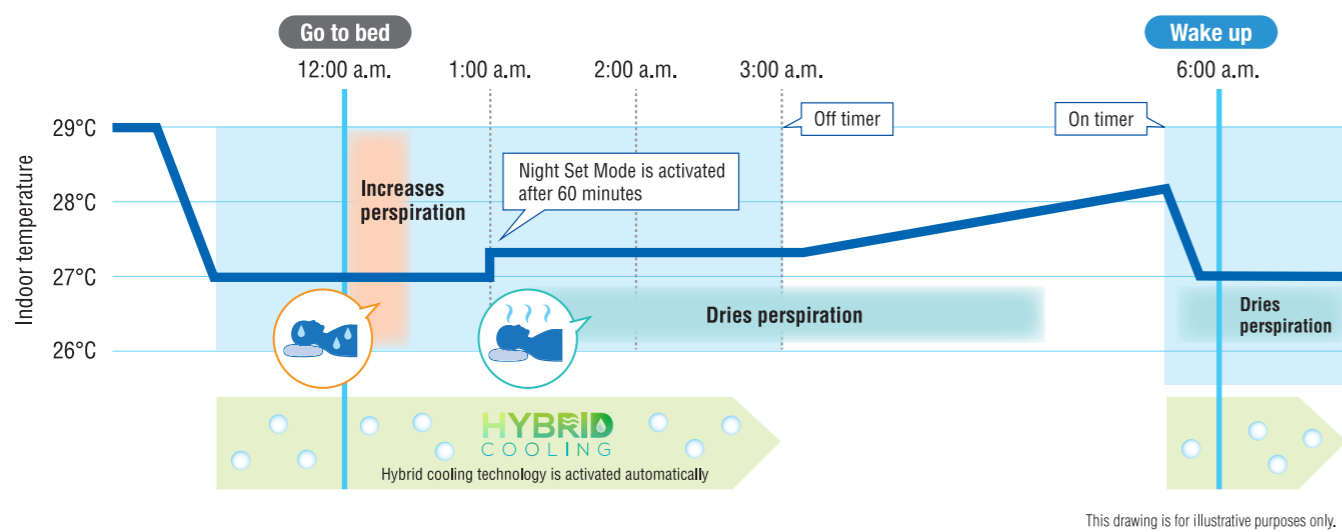 Go to bed
Wake up
12:00 a.m.
1:00 a.m.
2:00 a.m.
3:00 a.m.
6:00 a.m.
Indoor temperature
29°C
28°C
27°C
26°C
Off timer
On timer
Increases
perspiration
Night Set Mode is activated
after 60 minutes
Dries perspiration
Dries
perspiration
HYBRID
COOLING
Hybrid cooling technology is activated automatically
This drawing is for illustrative purposes only.